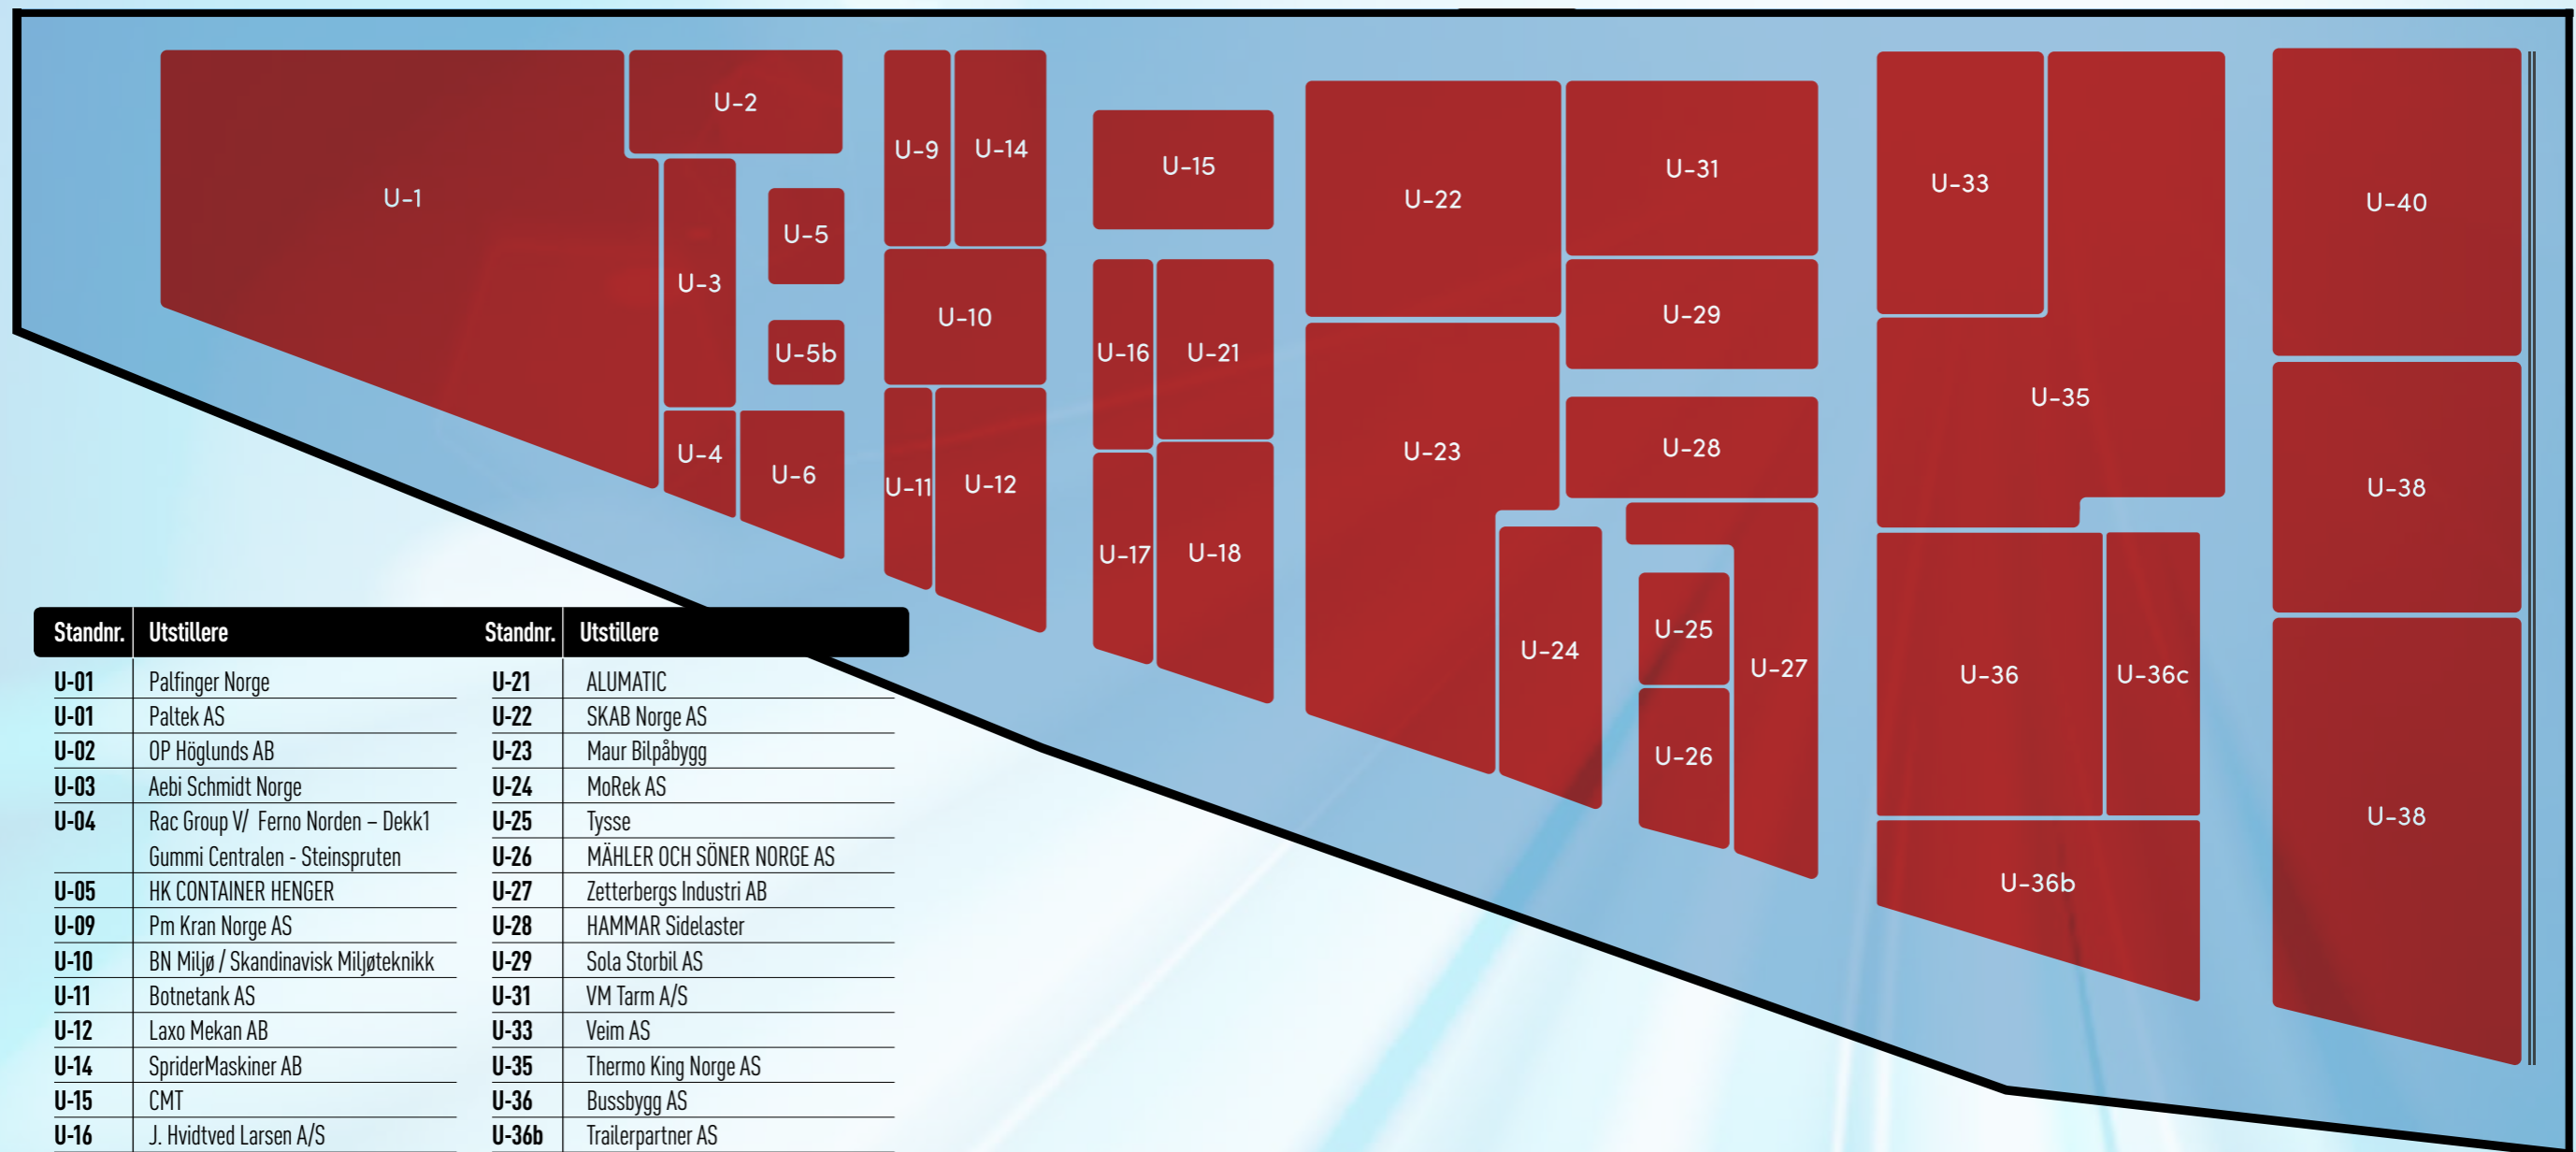 U-1
U-2
U-3
U-4
U-5
U-5b
U-6
U-9
U-14
U-10
U-11
U-12
U-15
U-16
U-21
U-17
U-18
U-22
U-31
U-29
U-23
U-28
U-24
U-25
U-26
U-27
U-33
U-35
U-36
U-36c
U-36b
U-40
U-38
U-38
Standnr. Utstillere
U-01 Palfinger Norge
U-01 Paltek AS
U-02 OP Höglunds AB
U-03 Aebi Schmidt Norge
U-04 Rac Group V/ Ferno Norden – Dekk1
Gummi Centralen - Steinspruten
U-05 HK CONTAINER HENGER
U-09 Pm Kran Norge AS
U-10 BN Miljø / Skandinavisk Miljøteknikk
U-11 Botnetank AS
U-12 Laxo Mekan AB
U-14 SpriderMaskiner AB
U-15 CMT
U-16 J. Hvidtved Larsen A/S
Standnr. Utstillere
U-21 ALUMATIC
U-22 SKAB Norge AS
U-23 Maur Bilpåbygg
U-24 MoRek AS
U-25 Tysse
U-26 MÄHLER OCH SÖNER NORGE AS
U-27 Zetterbergs Industri AB
U-28 HAMMAR Sidelaster
U-29 Sola Storbil AS
U-31 VM Tarm A/S
U-33 Veim AS
U-35 Thermo King Norge AS
U-36 Bussbygg AS
U-36b Trailerpartner AS